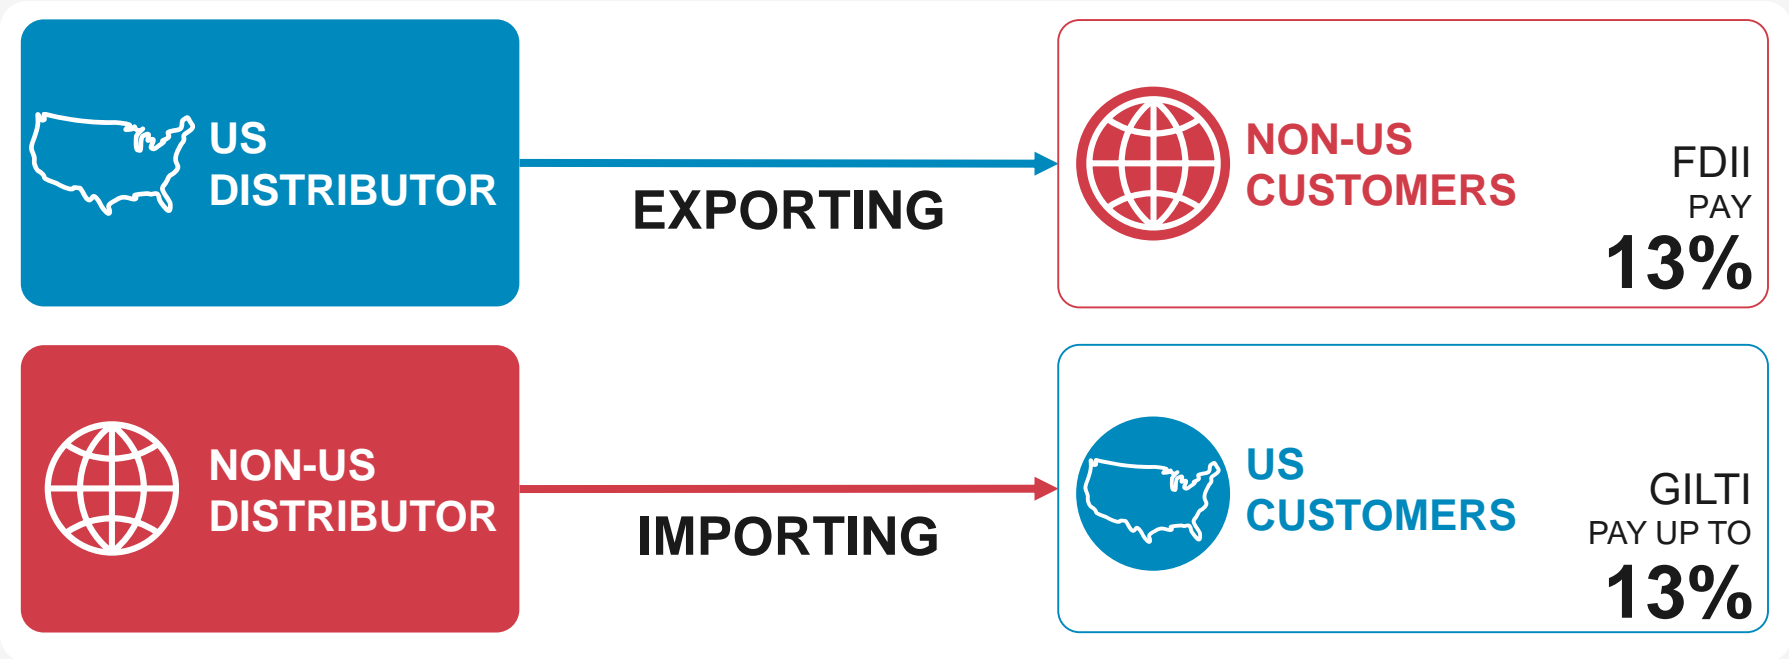 US
DISTRIBUTOR
EXPORTING
NON-US
CUSTOMERS
FDII
PAY
13%
NON-US
DISTRIBUTOR
IMPORTING
US
CUSTOMERS
GILTI
PAY UP TO
13%